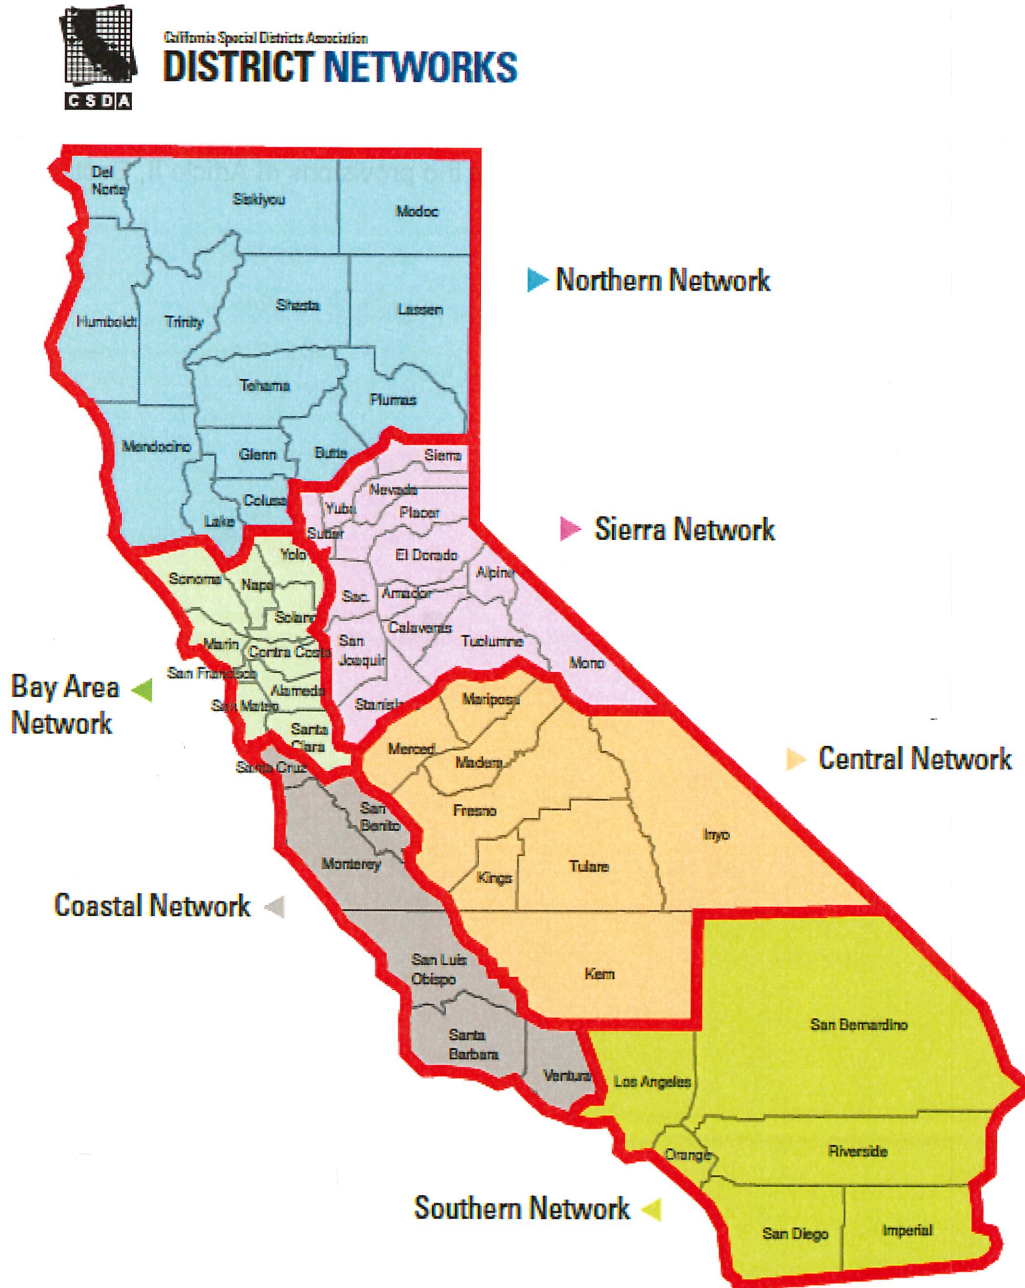 California Special Districts Association
DISTRICT NETWORKS
CSDA
Del
Norte
Siskiyou
Modoc
Northern Network
Humboldt
Trinity
Shasta
Lassen
Tehama
Plumas
Mendocino
Glenn
Butte
Sierra
Colusa
Nevada
Lake
Yuba
Placer
Sutter
Sierra Network
Yolo
El Dorado
Sonoma
Napa
Alpine
Sac.
Amador
Solano
Calaveras
Marin
Contra Costa
San
Joaquin
Tuolumne
Mono
San Francisco
Bay Area
Network
Alameda
San Mateo
Stanisla
Mariposa
Santa
Clara
Merced
Madera
Central Network
Santa Cruz
San
Benito
Fresno
Inyo
Monterey
Kings
Tulare
Coastal Network
San Luis
Obispo
Kern
San Bernardino
Santa
Barbara
Ventura
Los Angeles
Orange
Riverside
Southern Network
San Diego
Imperial